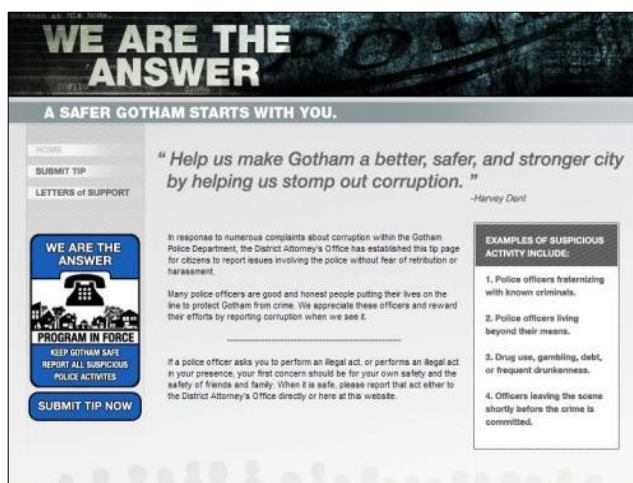 WE ARE THE
ANSWER
A SAFER GOTHAM STARTS WITH YOU.
HOME
SUBMIT TIP
LETTERS of SUPPORT
WE ARE THE
ANSWER
PROGRAM IN FORCE
KEEP GOTHAM SAFE
REPORT ALL SUSPICIOUS
POLICE ACTIVITES
SUBMIT TIP NOW
“ Help us make Gotham a better, safer, and stronger city
by helping us stomp out corruption. ”
-Harvey Dent
In response to numerous complaints about corruption within the Gotham
Police Department, the District Attorney's Office has established this tip page
for citizens to report issues involving the police without fear of retribution or
harassment.
Many police officers are good and honest people putting their lives on the
line to protect Gotham from crime. We appreciate these officers and reward
their efforts by reporting corruption when we see it.
If a police officer asks you to perform an illegal act, or performs an illegal act
in your presence, your first concern should be for your own safety and the
safety of friends and family. When it is safe, please report that act either to
the District Attorney's Office directly or here at this website.
EXAMPLES OF SUSPICIOUS
ACTIVITY INCLUDE:
1. Police officers fraternizing
with known criminals.
2. Police officers living
beyond their means.
3. Drug use, gambling, debt,
or frequent drunkenness.
4. Officers leaving the scene
shortly before the crime is
committed.